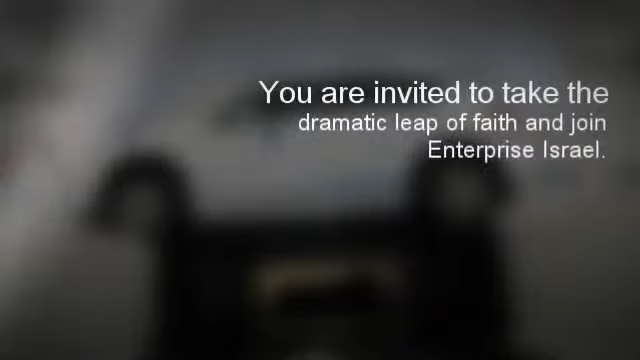 You are invited to take the
dramatic leap of faith and join
Enterprise Israel.